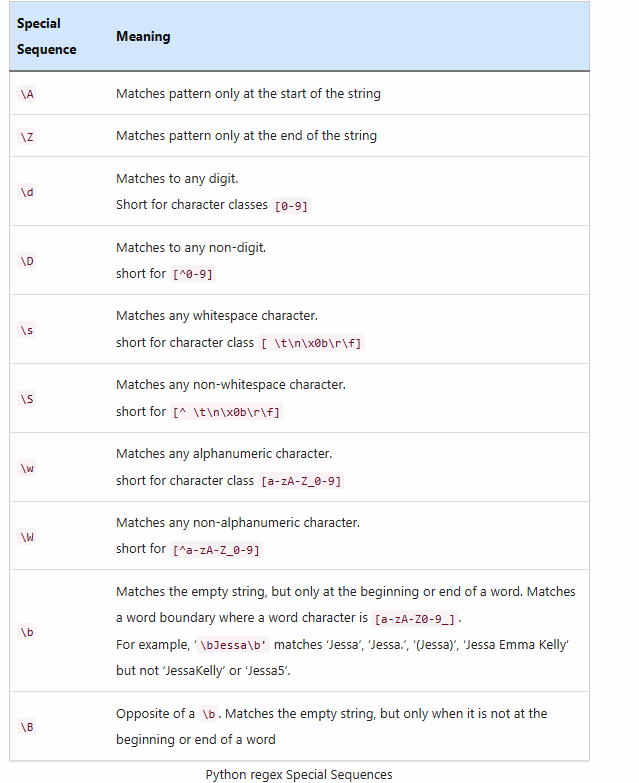 Special
Sequence
Meaning
\A
Matches pattern only at the start of the string
\Z
Matches pattern only at the end of the string
\d
Matches to any digit.
Short for character classes [0-9]
\D
Matches to any non-digit.
short for [^0-9]
\s
Matches any whitespace character.
short for character class [ \t\n\x0b\r\f]
\S
Matches any non-whitespace character.
short for [^ \t\n\x0b\r\f]
\w
Matches any alphanumeric character.
short for character class [a-zA-Z_0-9]
\W
Matches any non-alphanumeric character.
short for [^a-zA-Z_0-9]
\b
Matches the empty string, but only at the beginning or end of a word. Matches
a word boundary where a word character is [a-zA-Z0-9_].
For example, ‘\bJessa\b' matches ‘Jessa’, ‘Jessa.’, ‘(Jessa)’, ‘Jessa Emma Kelly’
but not ‘JessaKelly’ or ‘Jessa5’.
\B
Opposite of a \b. Matches the empty string, but only when it is not at the
beginning or end of a word
Python regex Special Sequences